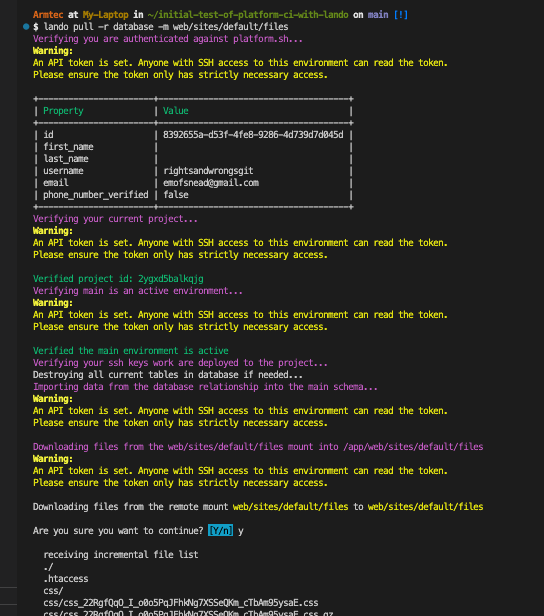 Armtec at My-Laptop in ~/initial-test-of-platform-ci-with-lando on main [!]
$ lando pull -r database -m web/sites/default/files
Verifying you are authenticated against platform.sh...
Warning:
An API token is set. Anyone with SSH access to this environment can read the token.
Please ensure the token only has strictly necessary access.
+-----------------------+--------------------------------------+
| Property | Value |
+-----------------------+--------------------------------------+
| id | 8392655a-d53f-4fe8-9286-4d739d7d045d |
| first_name | |
| last_name | |
| username | rightsandwrongsgit |
| email | emofsnead@gmail.com |
| phone_number_verified | false |
+-----------------------+--------------------------------------+
Verifying your current project...
Warning:
An API token is set. Anyone with SSH access to this environment can read the token.
Please ensure the token only has strictly necessary access.
Verified project id: 2ygxd5balkqjg
Verifying main is an active environment...
Warning:
An API token is set. Anyone with SSH access to this environment can read the token.
Please ensure the token only has strictly necessary access.
Verified the main environment is active
Verifying your ssh keys work are deployed to the project...
Destroying all current tables in database if needed...
Importing data from the database relationship into the main schema...
Warning:
An API token is set. Anyone with SSH access to this environment can read the token.
Please ensure the token only has strictly necessary access.
Downloading files from the web/sites/default/files mount into /app/web/sites/default/files
Warning:
An API token is set. Anyone with SSH access to this environment can read the token.
Please ensure the token only has strictly necessary access.
Downloading files from the remote mount web/sites/default/files to web/sites/default/files
Are you sure you want to continue? [Y/n] y
receiving incremental file list
./
.htaccess
css/